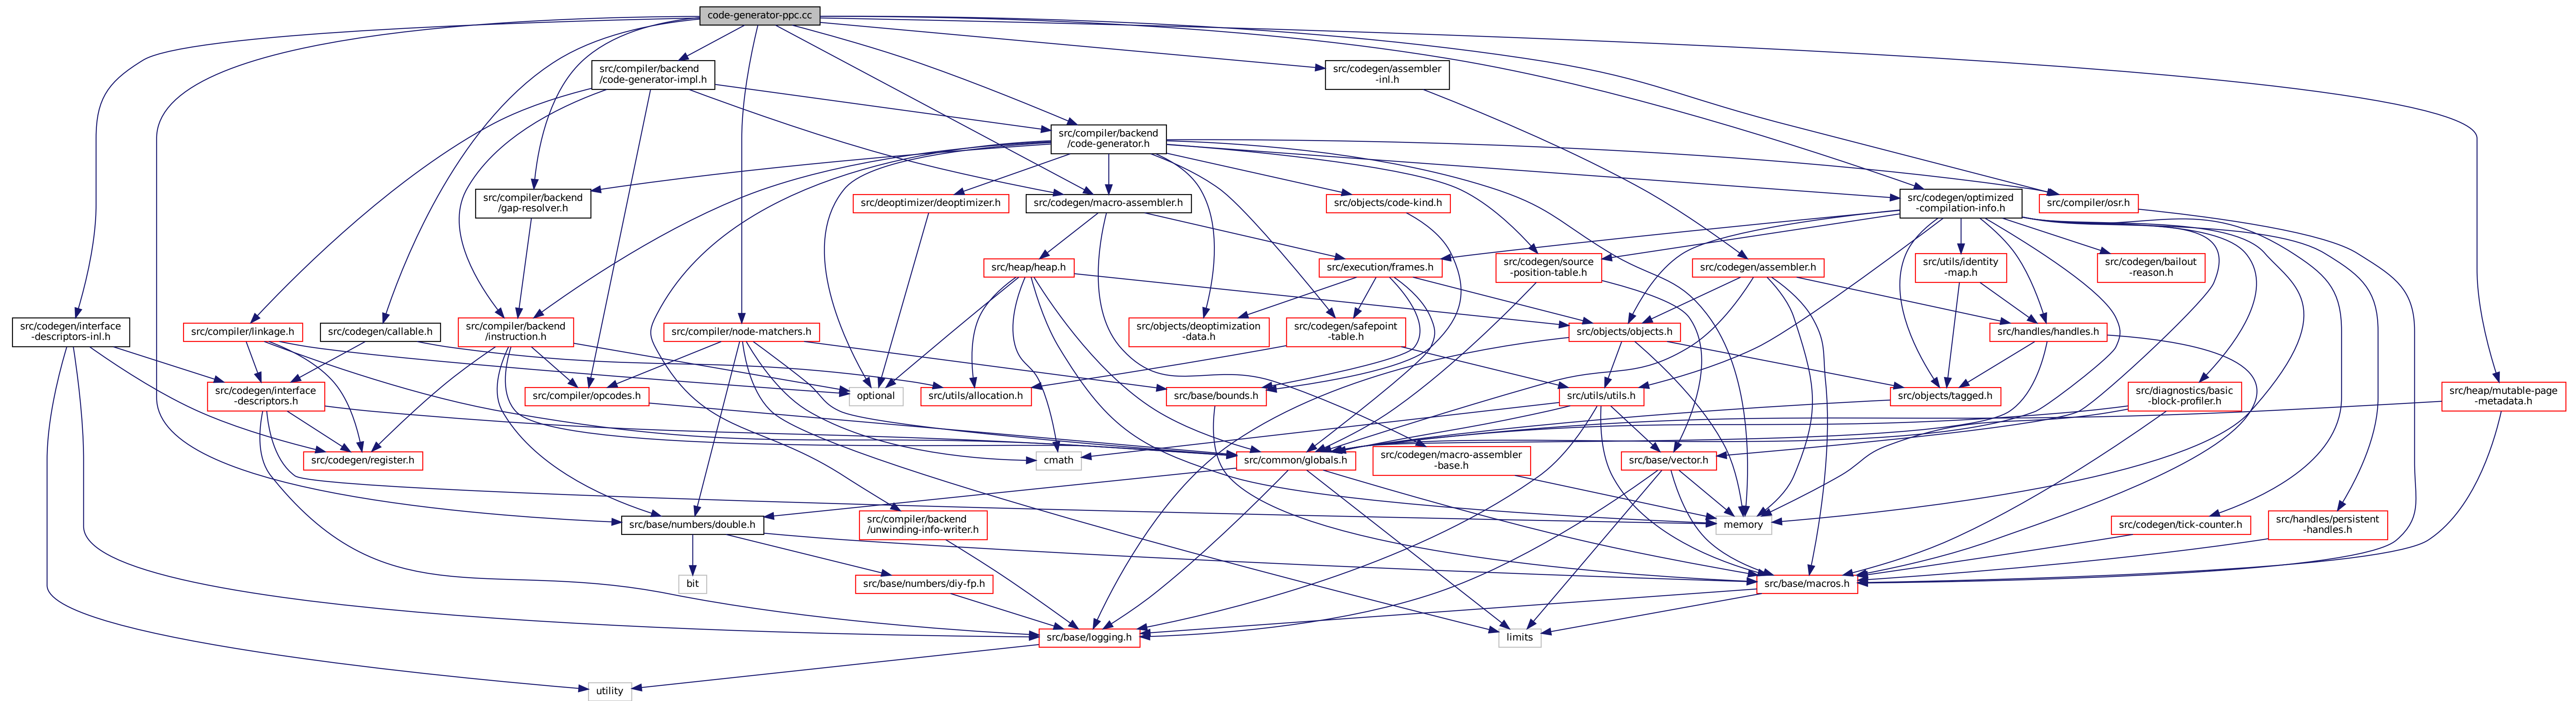 code-generator-ppc.cc
src/compiler/backend
/code-generator-impl.h
src/codegen/assembler
-inl.h
src/compiler/backend
/code-generator.h
src/compiler/backend
/gap-resolver.h
src/deoptimizer/deoptimizer.h
src/codegen/macro-assembler.h
src/objects/code-kind.h
src/codegen/optimized
-compilation-info.h
src/compiler/osr.h
src/heap/heap.h
src/execution/frames.h
src/codegen/source
-position-table.h
src/codegen/assembler.h
src/utils/identity
-map.h
src/codegen/bailout
-reason.h
src/codegen/interface
-descriptors-inl.h
src/compiler/linkage.h
src/codegen/callable.h
src/compiler/backend
/instruction.h
src/compiler/node-matchers.h
src/objects/deoptimization
-data.h
src/codegen/safepoint
-table.h
src/objects/objects.h
src/handles/handles.h
src/codegen/interface
-descriptors.h
src/compiler/opcodes.h
optional
src/utils/allocation.h
src/base/bounds.h
src/utils/utils.h
src/objects/tagged.h
src/diagnostics/basic
-block-profiler.h
src/heap/mutable-page
-metadata.h
src/codegen/register.h
cmath
src/common/globals.h
src/codegen/macro-assembler
-base.h
src/base/vector.h
src/base/numbers/double.h
src/compiler/backend
/unwinding-info-writer.h
memory
src/codegen/tick-counter.h
src/handles/persistent
-handles.h
bit
src/base/numbers/diy-fp.h
src/base/macros.h
src/base/logging.h
limits
utility